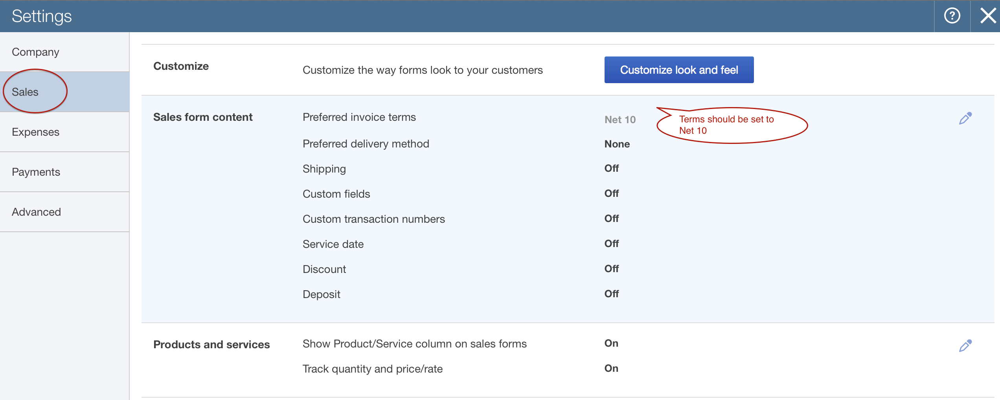 Settings
?
Company
Sales
Expenses
Payments
Advanced
Customize Customize the way forms look to your customers Customize look and feel
Sales form content Preferred invoice terms Net 10
Terms should be set to
Net 10
Preferred delivery method None
Shipping Off
Custom fields Off
Custom transaction numbers Off
Service date Off
Discount Off
Deposit Off
Products and services Show Product/Service column on sales forms On
Track quantity and price/rate On